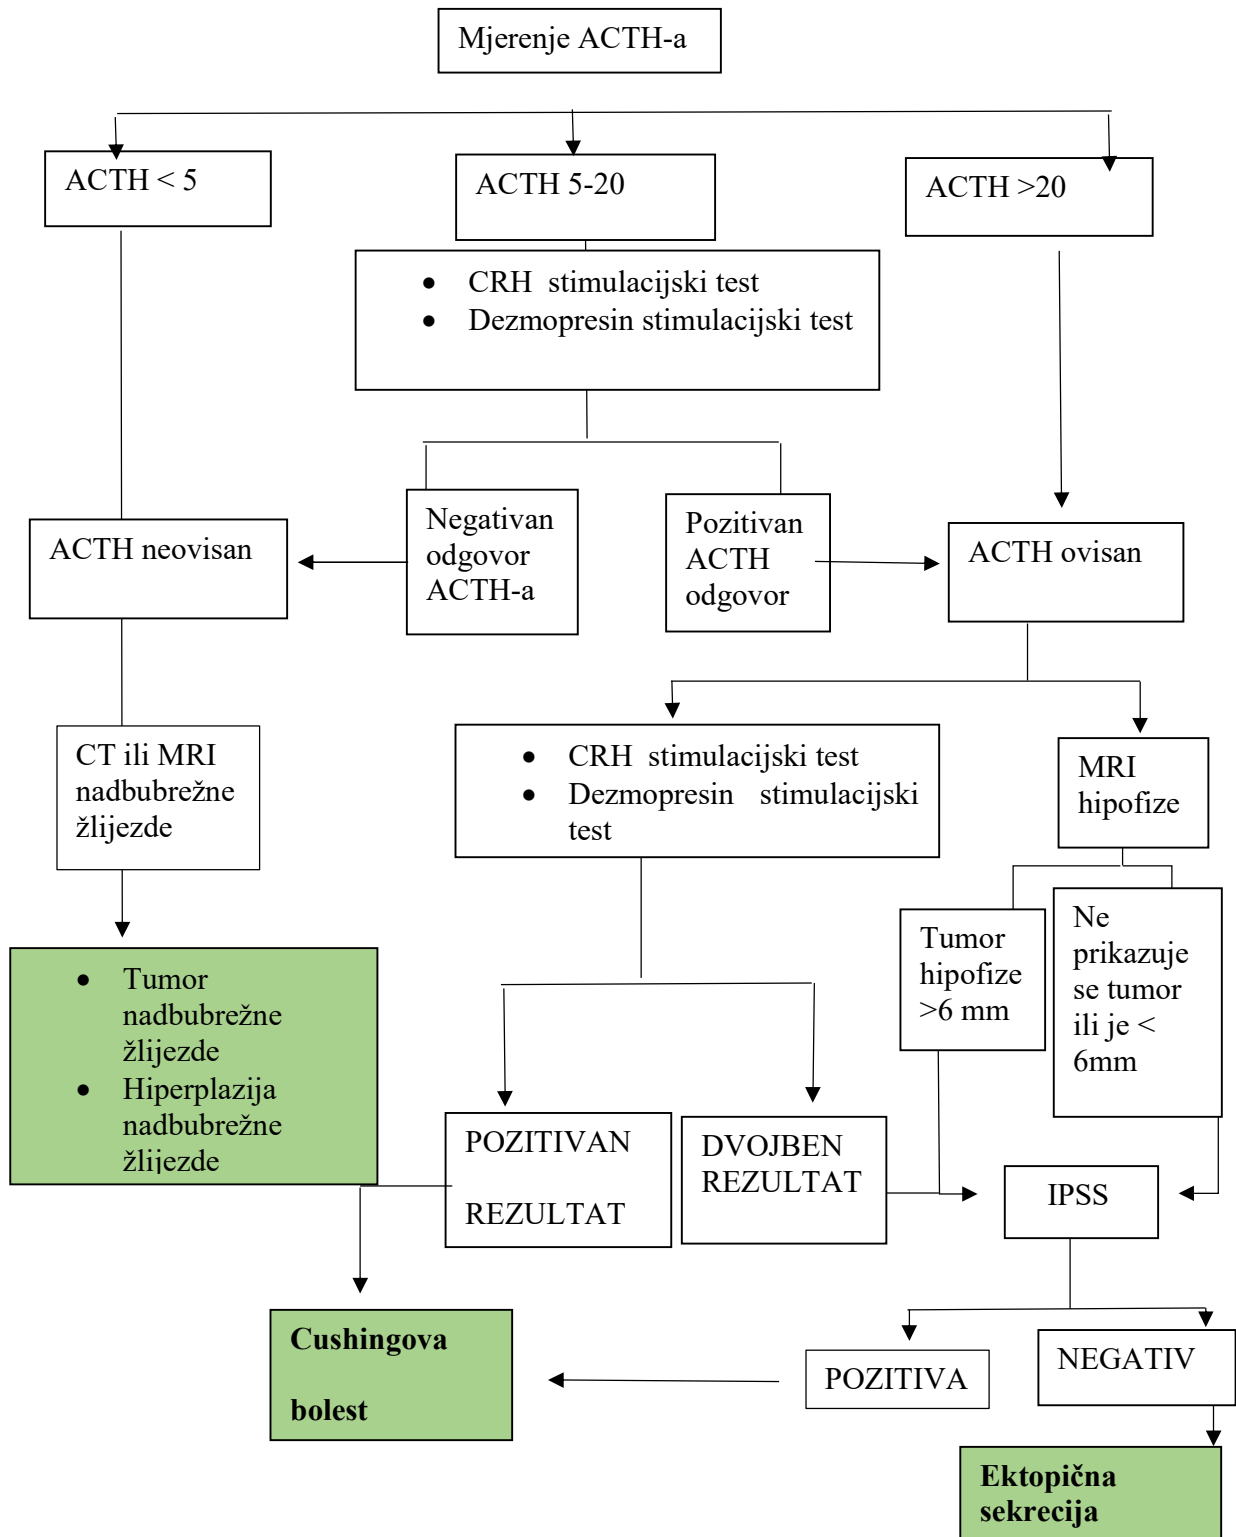 Mjerenje ACTH-a
ACTH < 5
ACTH 5-20
ACTH >20
• CRH stimulacijski test
• Dezmopresin stimulacijski test
Negativan
odgovor
ACTH-a
Pozitivan
ACTH
odgovor
ACTH neovisan
ACTH ovisan
CT ili MRI
nadbubrežne
žlijezde
• CRH stimulacijski test
• Dezmopresin stimulacijski
test
MRI
hipofize
Tumor
hipofize
>6 mm
Ne
prikazuje
se tumor
ili je <
6mm
• Tumor
nadbubrežne
žlijezde
• Hiperplazija
nadbubrežne
žlijezde
POZITIVAN
REZULTAT
DVOJBEN
REZULTAT
IPSS
Cushingova
bolest
POZITIVA
NEGATIV
Ektopična
sekrecija